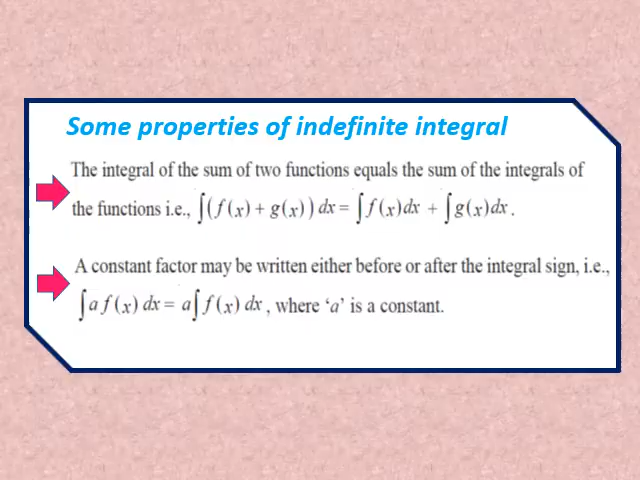 Some properties of indefinite integral
The integral of the sum of two functions equals the sum of the integrals of
the functions i.e., ∫(f(x) + g(x)) dx = ∫f(x)dx + ∫g(x)dx.
A constant factor may be written either before or after the integral sign, i.e.,
∫a f(x) dx = a∫f(x) dx, where ‘a’ is a constant.